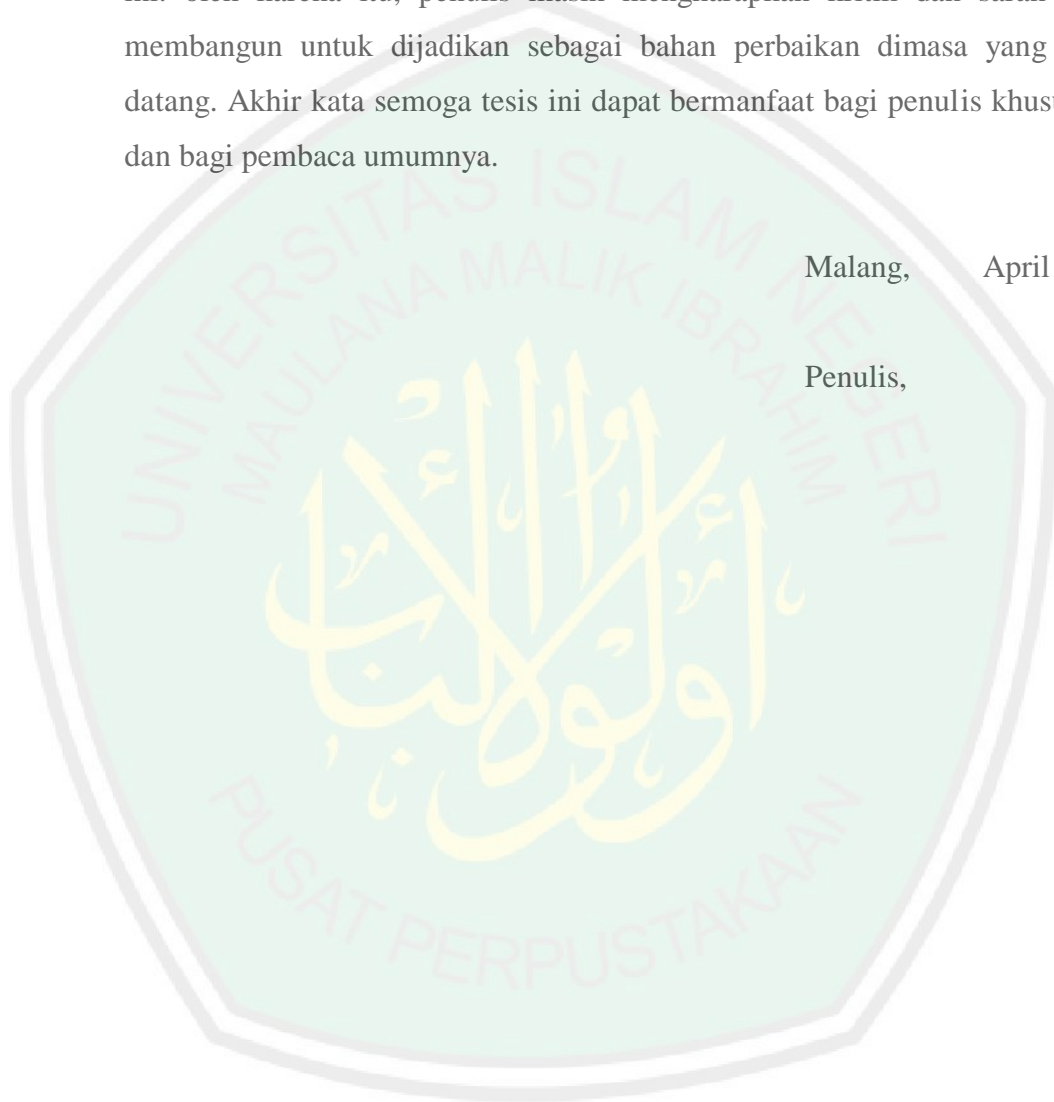 membangun untuk dijadikan sebagai bahan perbaikan dimasa yang
datang. Akhir kata semoga tesis ini dapat bermanfaat bagi penulis
dan bagi pembaca umumnya.
Malang, April
Penulis,
UNIVERSITAS ISLAM NEGERI
MAULANA MALIK IBRAHIM
PUSAT PERPUSTAKAAN